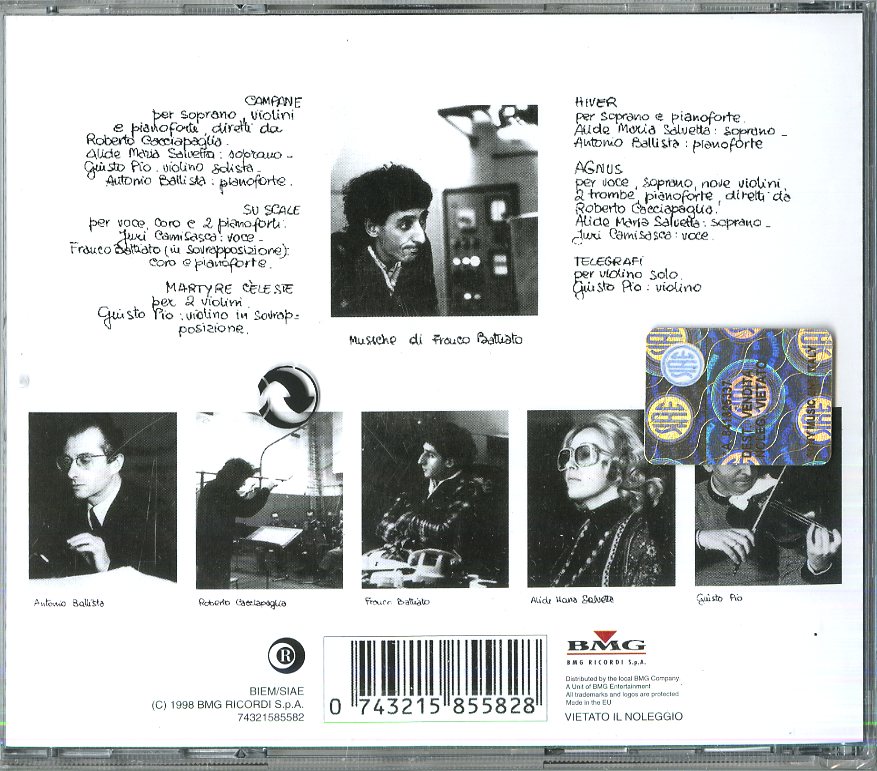 CAMPANE
per soprano, violini
e pianoforte, diretti da
Roberto Cacciapaglia.
Alide Maria Salvetta: soprano-
Giusto Pio: violino solista-
Antonio Ballista: pianoforte.
SU SCALE
per voce, coro e 2 pianoforti:
Juri Camisasca: voce-
Franco Battiato (in sovrapposizione):
coro e pianoforte.
MARTYRE CÉLESTE
per 2 violini.
Giusto Pio: violino in sovrap=
posizione.
Musiche di Franco Battiato
HIVER
per soprano e pianoforte.
Alide Maria Salvetta: soprano-
Antonio Ballista: pianoforte
AGNUS
per voce, soprano, nove violini,
2 trombe, pianoforte, diretti da
Roberto Cacciapaglia.
Alide Maria Salvetta: soprano-
Juri Camisasca: voce.
TELEGRAFI
per violino solo.
Giusto Pio: violino
SIAE
DEST. VENDITA
NOLEGG. VIETATO
Antonio Ballista
Roberto Cacciapaglia
Franco Battiato
Alide Maria Salvetta
Giusto Pio
R
BIEM/SIAE
(C) 1998 BMG RICORDI S.p.A.
74321585582
0 743215 855828
BMG
BMG RICORDI S.p.A.
Distributed by the local BMG Company
A Unit of BMG Entertainment
All trademarks and logos are protected
Made in the EU
VIETATO IL NOLEGGIO